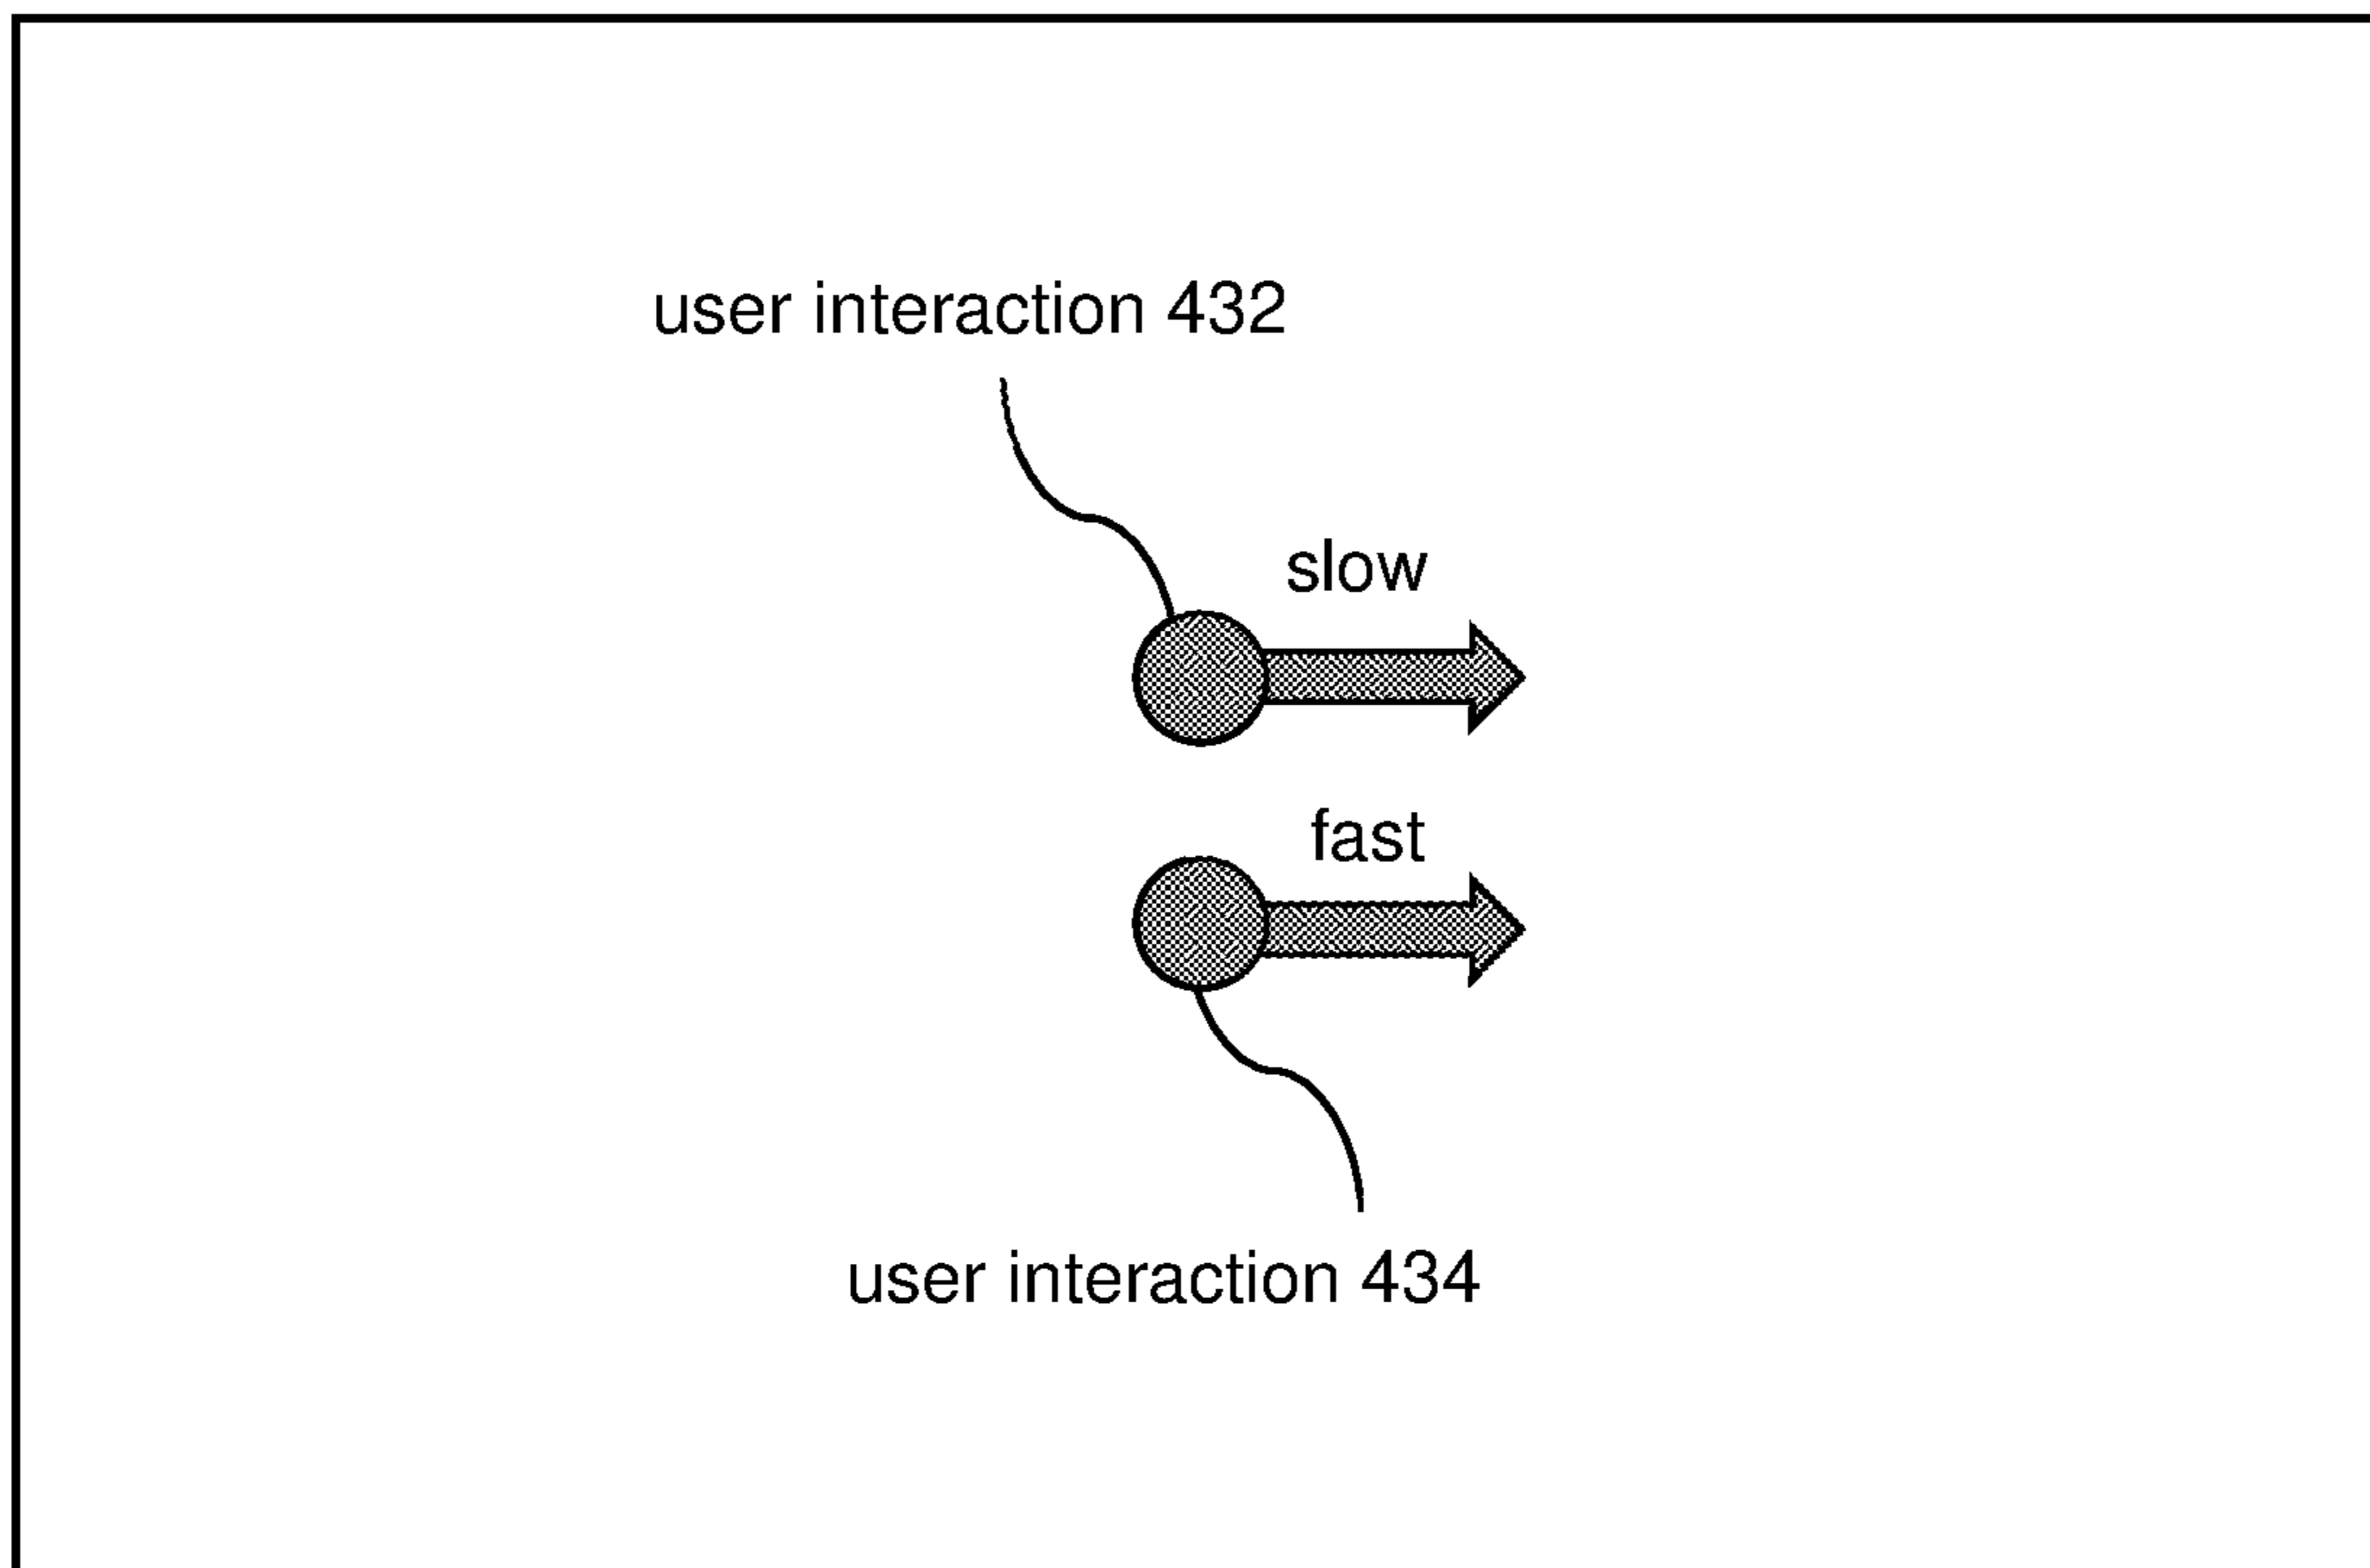 user interaction 432
slow
fast
user interaction 434